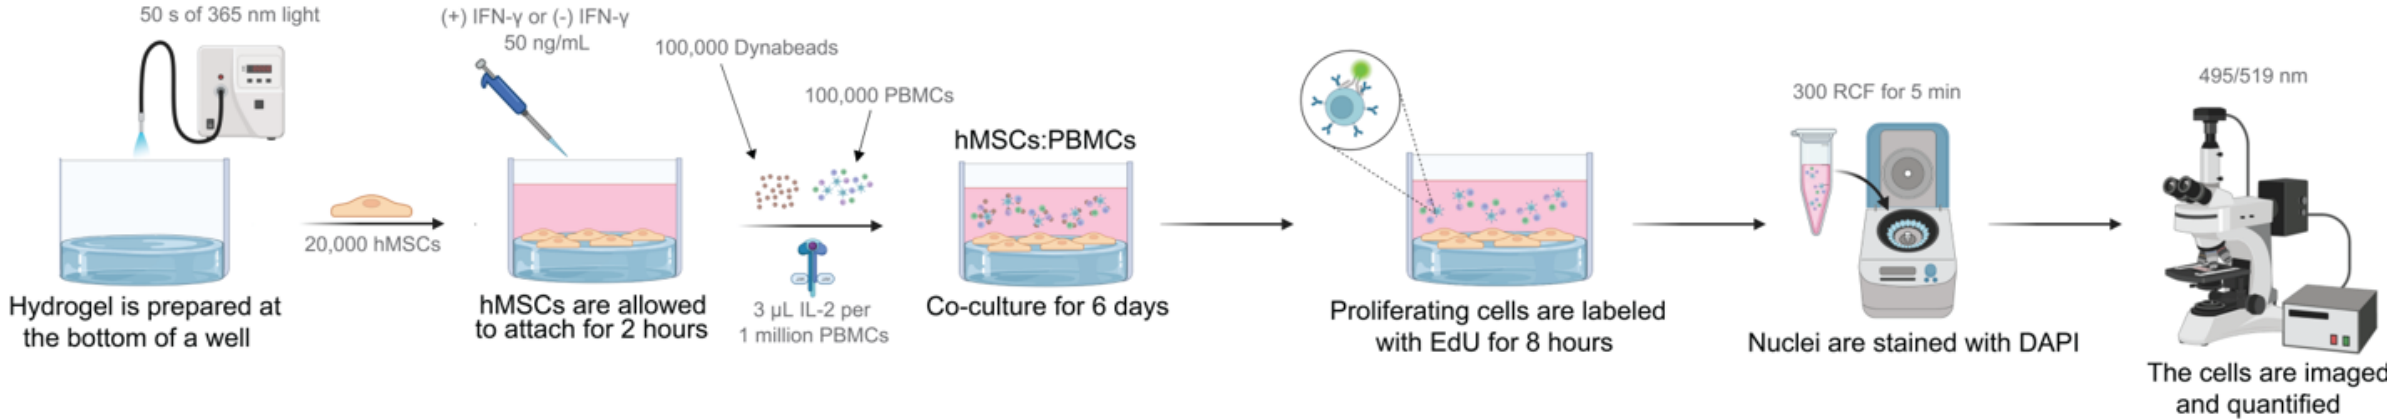 50 s of 365 nm light
Hydrogel is prepared at
the bottom of a well
20,000 hMSCs
(+) IFN-γ or (-) IFN-γ
50 ng/mL
hMSCs are allowed
to attach for 2 hours
100,000 Dynabeads
100,000 PBMCs
3 µL IL-2 per
1 million PBMCs
hMSCs:PBMCs
Co-culture for 6 days
Proliferating cells are labeled
with EdU for 8 hours
300 RCF for 5 min
Nuclei are stained with DAPI
495/519 nm
The cells are imaged
and quantified